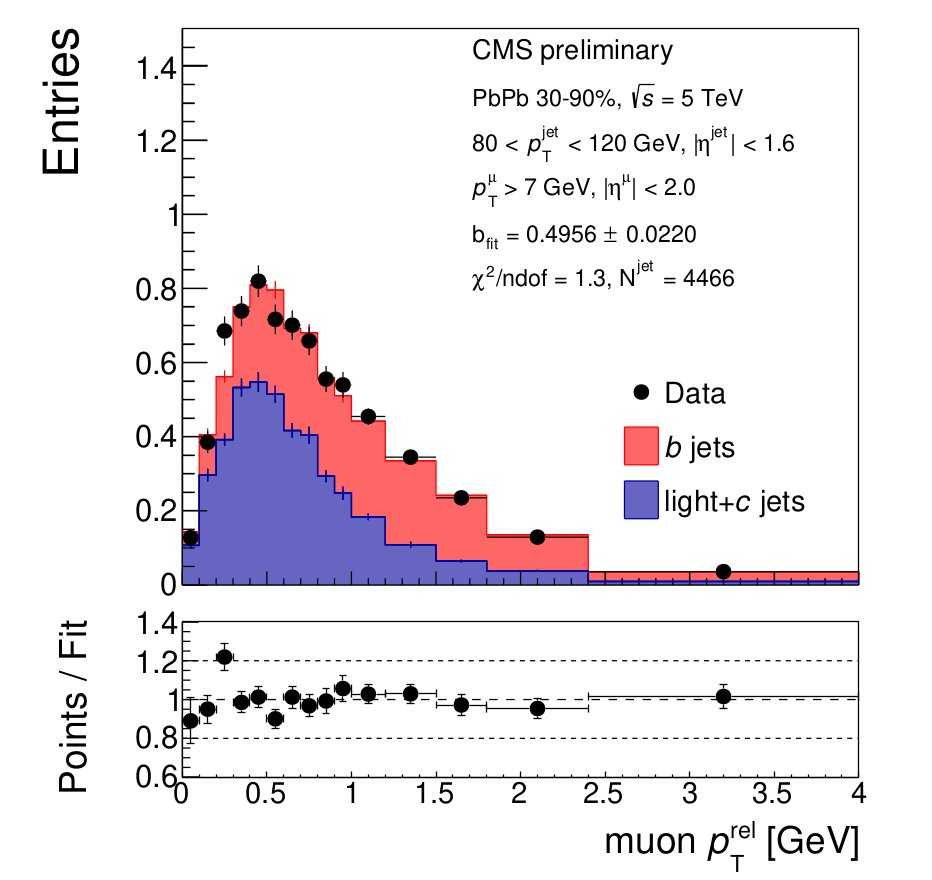 Entries
1.4
1.2
1
0.8
0.6
0.4
0.2
0
CMS preliminary
PbPb 30-90%, √s = 5 TeV
80 < p_T^jet < 120 GeV, |η^jet| < 1.6
p_T^μ > 7 GeV, |η^μ| < 2.0
b_fit = 0.4956 ± 0.0220
χ²/ndof = 1.3, N^jet = 4466
Data
b jets
light+c jets
Points / Fit
1.4
1.2
1
0.8
0.6
0 0.5 1 1.5 2 2.5 3 3.5 4
muon p_T^rel [GeV]